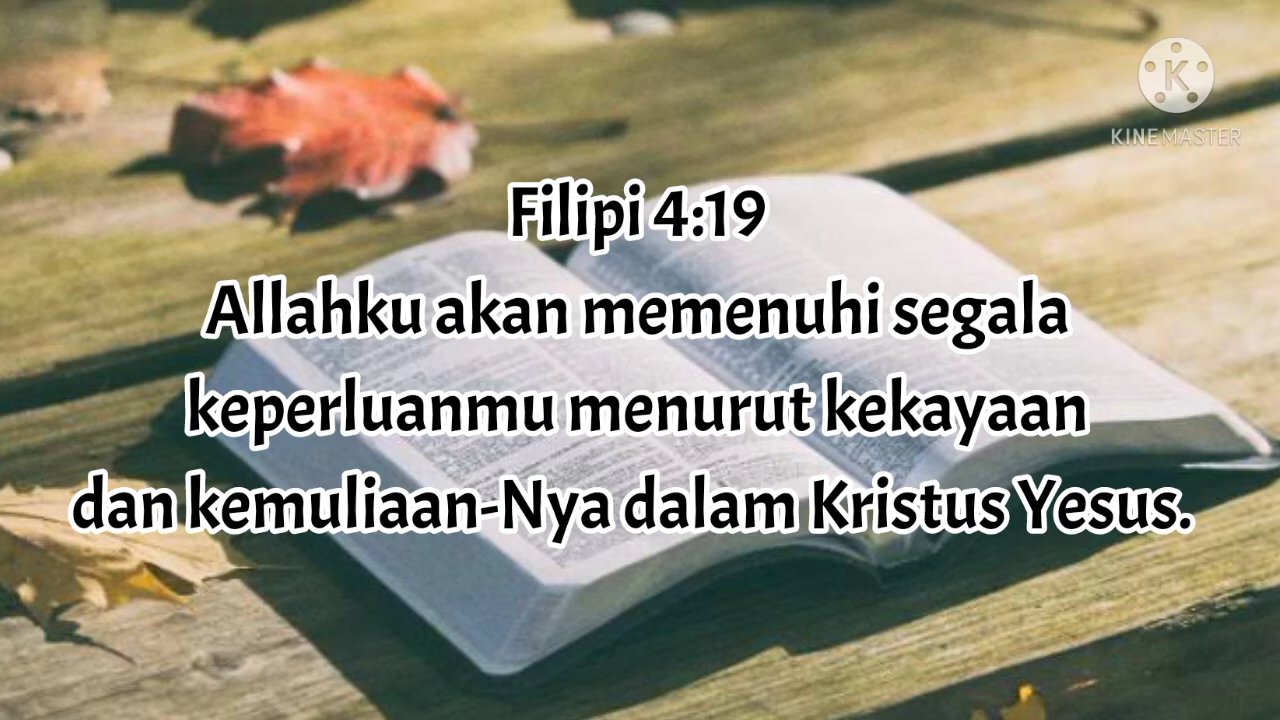 KINEMASTER
Filipi 4:19
Allahku akan memenuhi segala
keperluanmu menurut kekayaan
dan kemuliaan-Nya dalam Kristus Yesus.